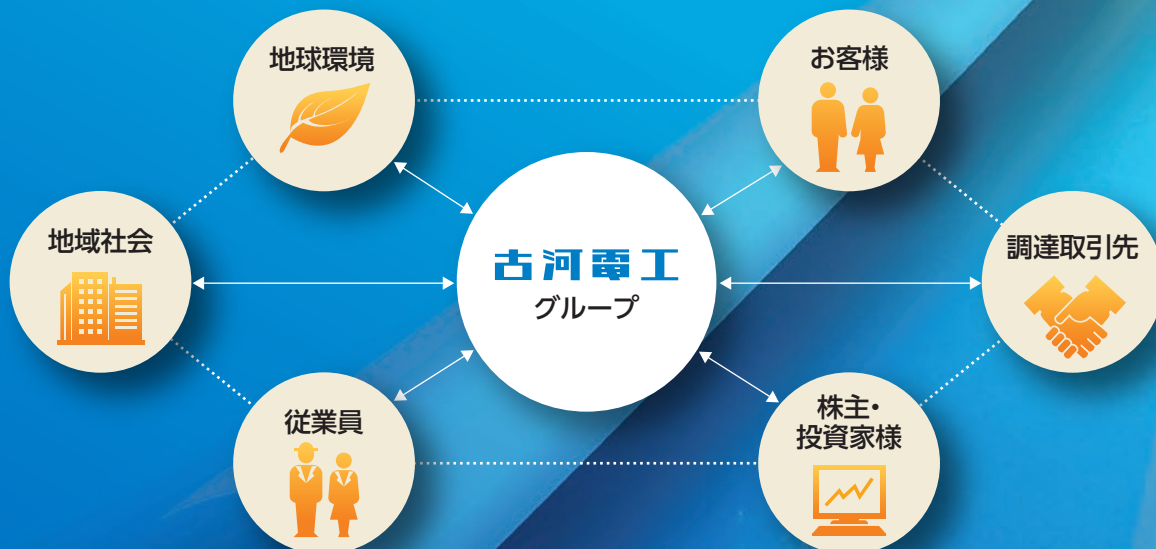 地球環境
お客様
地域社会
古河電工
グループ
調達取引先
従業員
株主・
投資家様